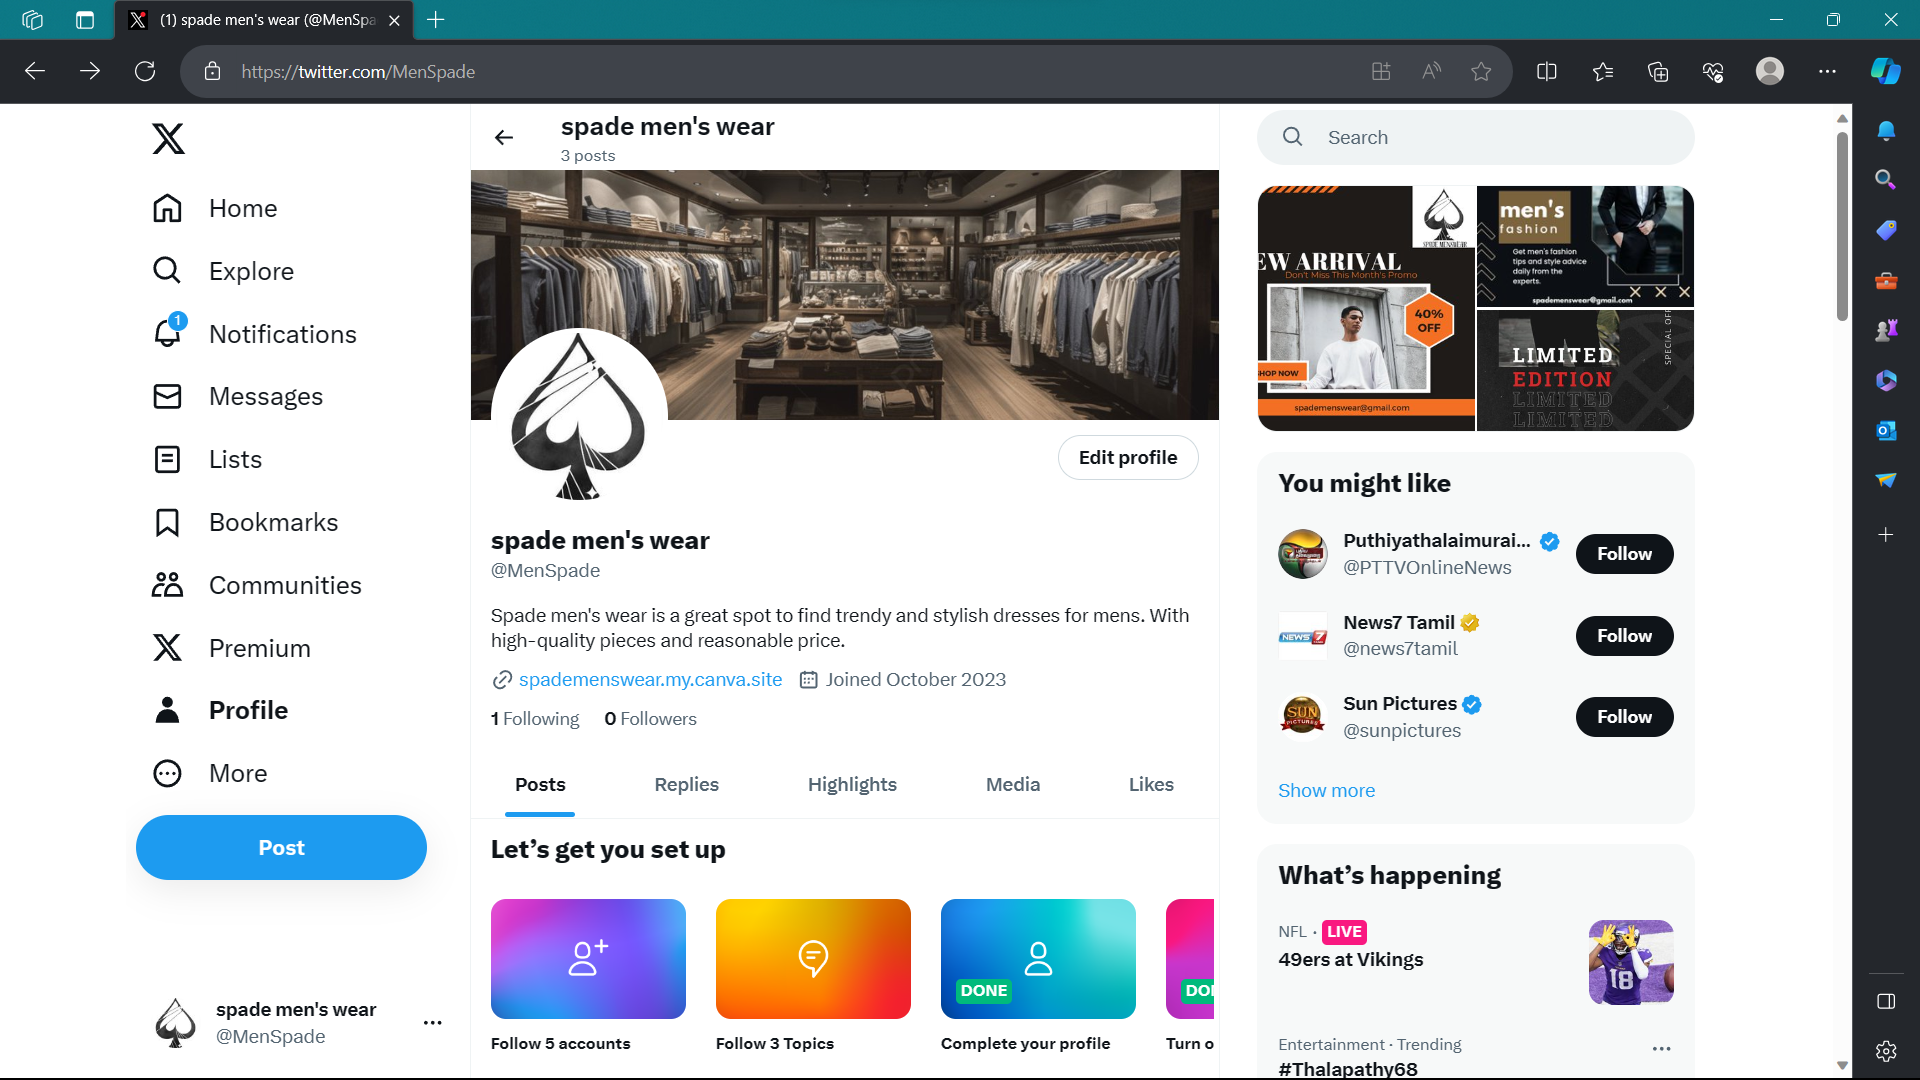 (1) spade men's wear (@MenSpa
https://twitter.com/MenSpade
Home
Explore
1
Notifications
Messages
Lists
Bookmarks
Communities
Premium
Profile
More
Post
spade men's wear
@MenSpade
spade men's wear
3 posts
Edit profile
spade men's wear
@MenSpade
Spade men's wear is a great spot to find trendy and stylish dresses for mens. With
high-quality pieces and reasonable price.
spademenswear.my.canva.site Joined October 2023
1 Following 0 Followers
Posts Replies Highlights Media Likes
Let’s get you set up
DONE
DO
Follow 5 accounts
Follow 3 Topics
Complete your profile
Turn o
Search
SPADE MENSWEAR
EW ARRIVAL
Don't Miss This Month's Promo
40%
OFF
HOP NOW
spademenswear@gmail.com
men's
fashion
Get men's fashion
tips and style advice
daily from the
experts.
spademenswear@gmail.com
SPECIAL OF
LIMITED
EDITION
LIMITED
LIMITED
You might like
Puthiyathalaimurai...
@PTTVOnlineNews
Follow
NEWS 7
News7 Tamil
@news7tamil
Follow
SUN
PICTURES
Sun Pictures
@sunpictures
Follow
Show more
What’s happening
NFL · LIVE
49ers at Vikings
18
Entertainment · Trending
#Thalapathy68